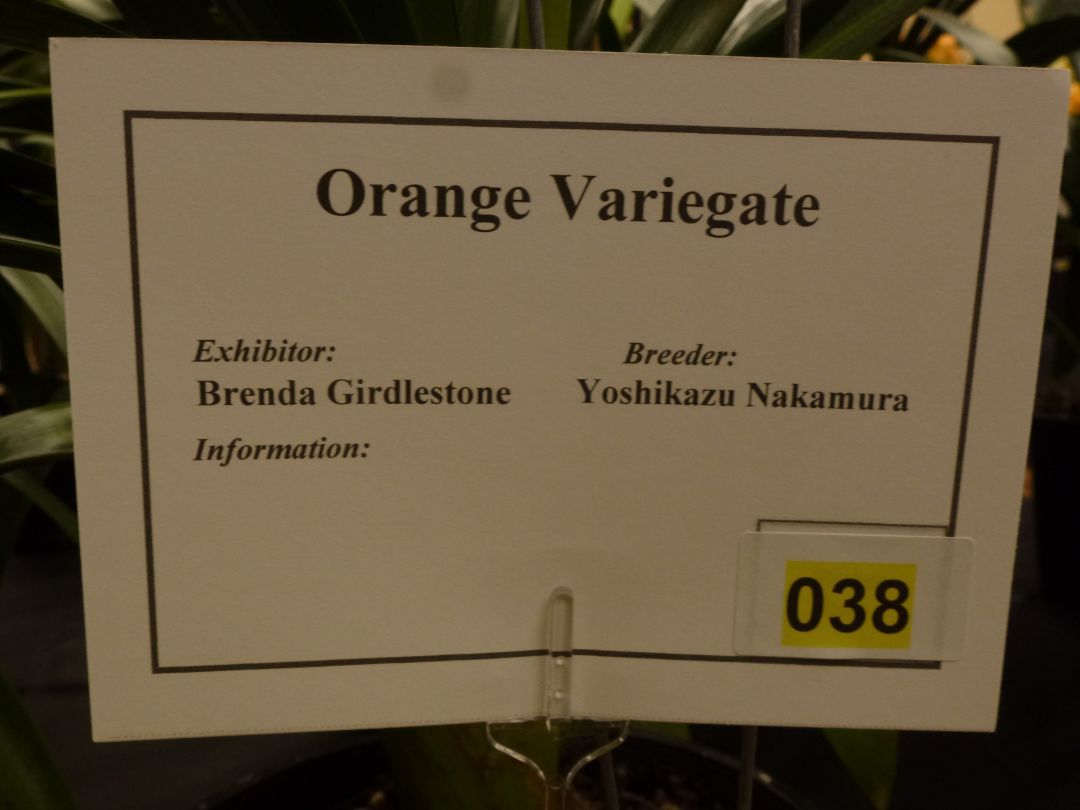 Orange Variegate
Exhibitor: Breeder:
Brenda Girdlestone Yoshikazu Nakamura
Information:
038